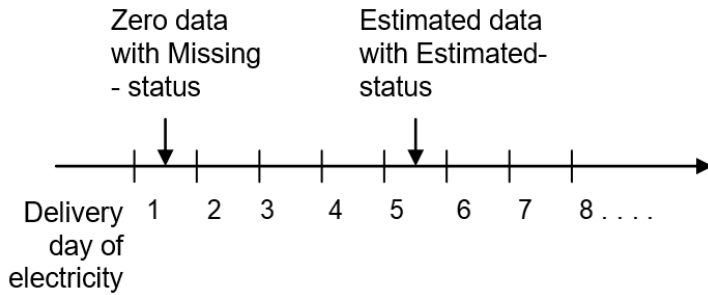 Zero data
with Missing
- status
Estimated data
with Estimated-
status
1 2 3 4 5 6 7 8 . . . .
Delivery
day of
electricity